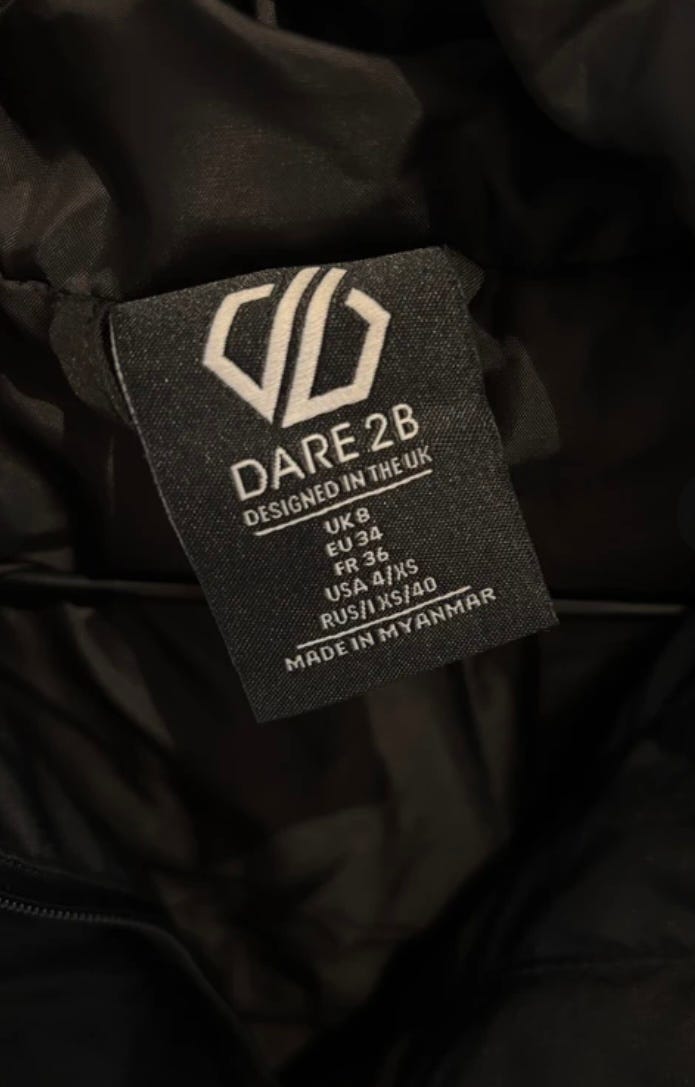 DARE 2B
DESIGNED IN THE UK
UK 8
EU 34
FR 36
USA 4/XS
RUS/I XS/40
MADE IN MYANMAR